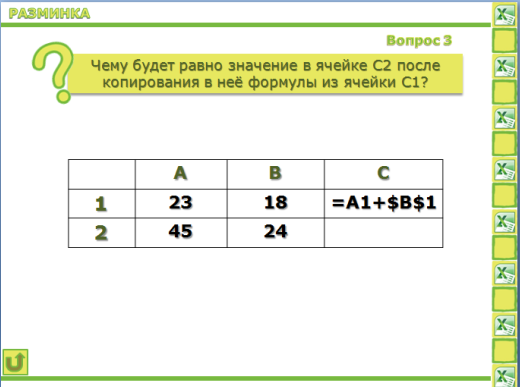 РАЗМИНКА
Вопрос 3
?
Чему будет равно значение в ячейке С2 после
копирования в неё формулы из ячейки С1?
A B C
1 23 18 =A1+$B$1
2 45 24